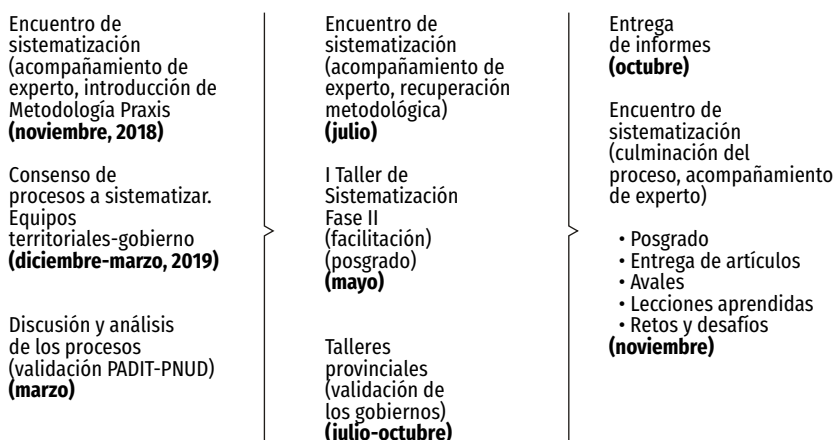 Encuentro de
sistematización
(acompañamiento de
experto, introducción de
Metodología Praxis
(noviembre, 2018)
Consenso de
procesos a sistematizar.
Equipos
territoriales-gobierno
(diciembre-marzo, 2019)
Discusión y análisis
de los procesos
(validación PADIT-PNUD)
(marzo)
Encuentro de
sistematización
(acompañamiento de
experto, recuperación
metodológica)
(julio)
I Taller de
Sistematización
Fase II
(facilitación)
(posgrado)
(mayo)
Talleres
provinciales
(validación de
los gobiernos)
(julio-octubre)
Entrega
de informes
(octubre)
Encuentro de
sistematización
(culminación del
proceso, acompañamiento
de experto)
• Posgrado
• Entrega de artículos
• Avales
• Lecciones aprendidas
• Retos y desafíos
(noviembre)